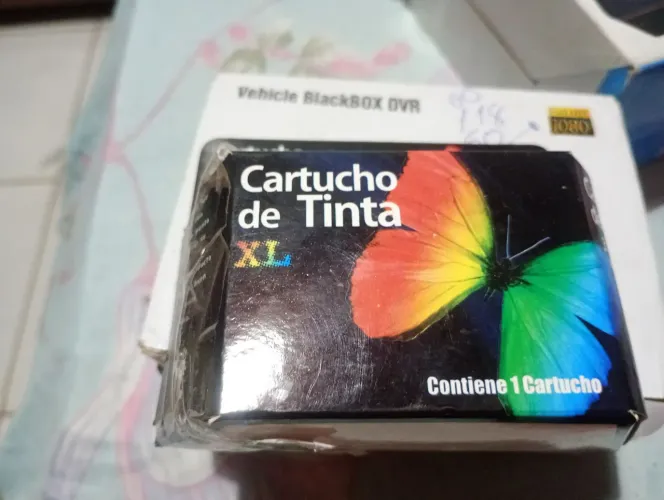 Vehicle BlackBOX DVR
1080
Cartucho
de Tinta
XL
Contiene 1 Cartucho